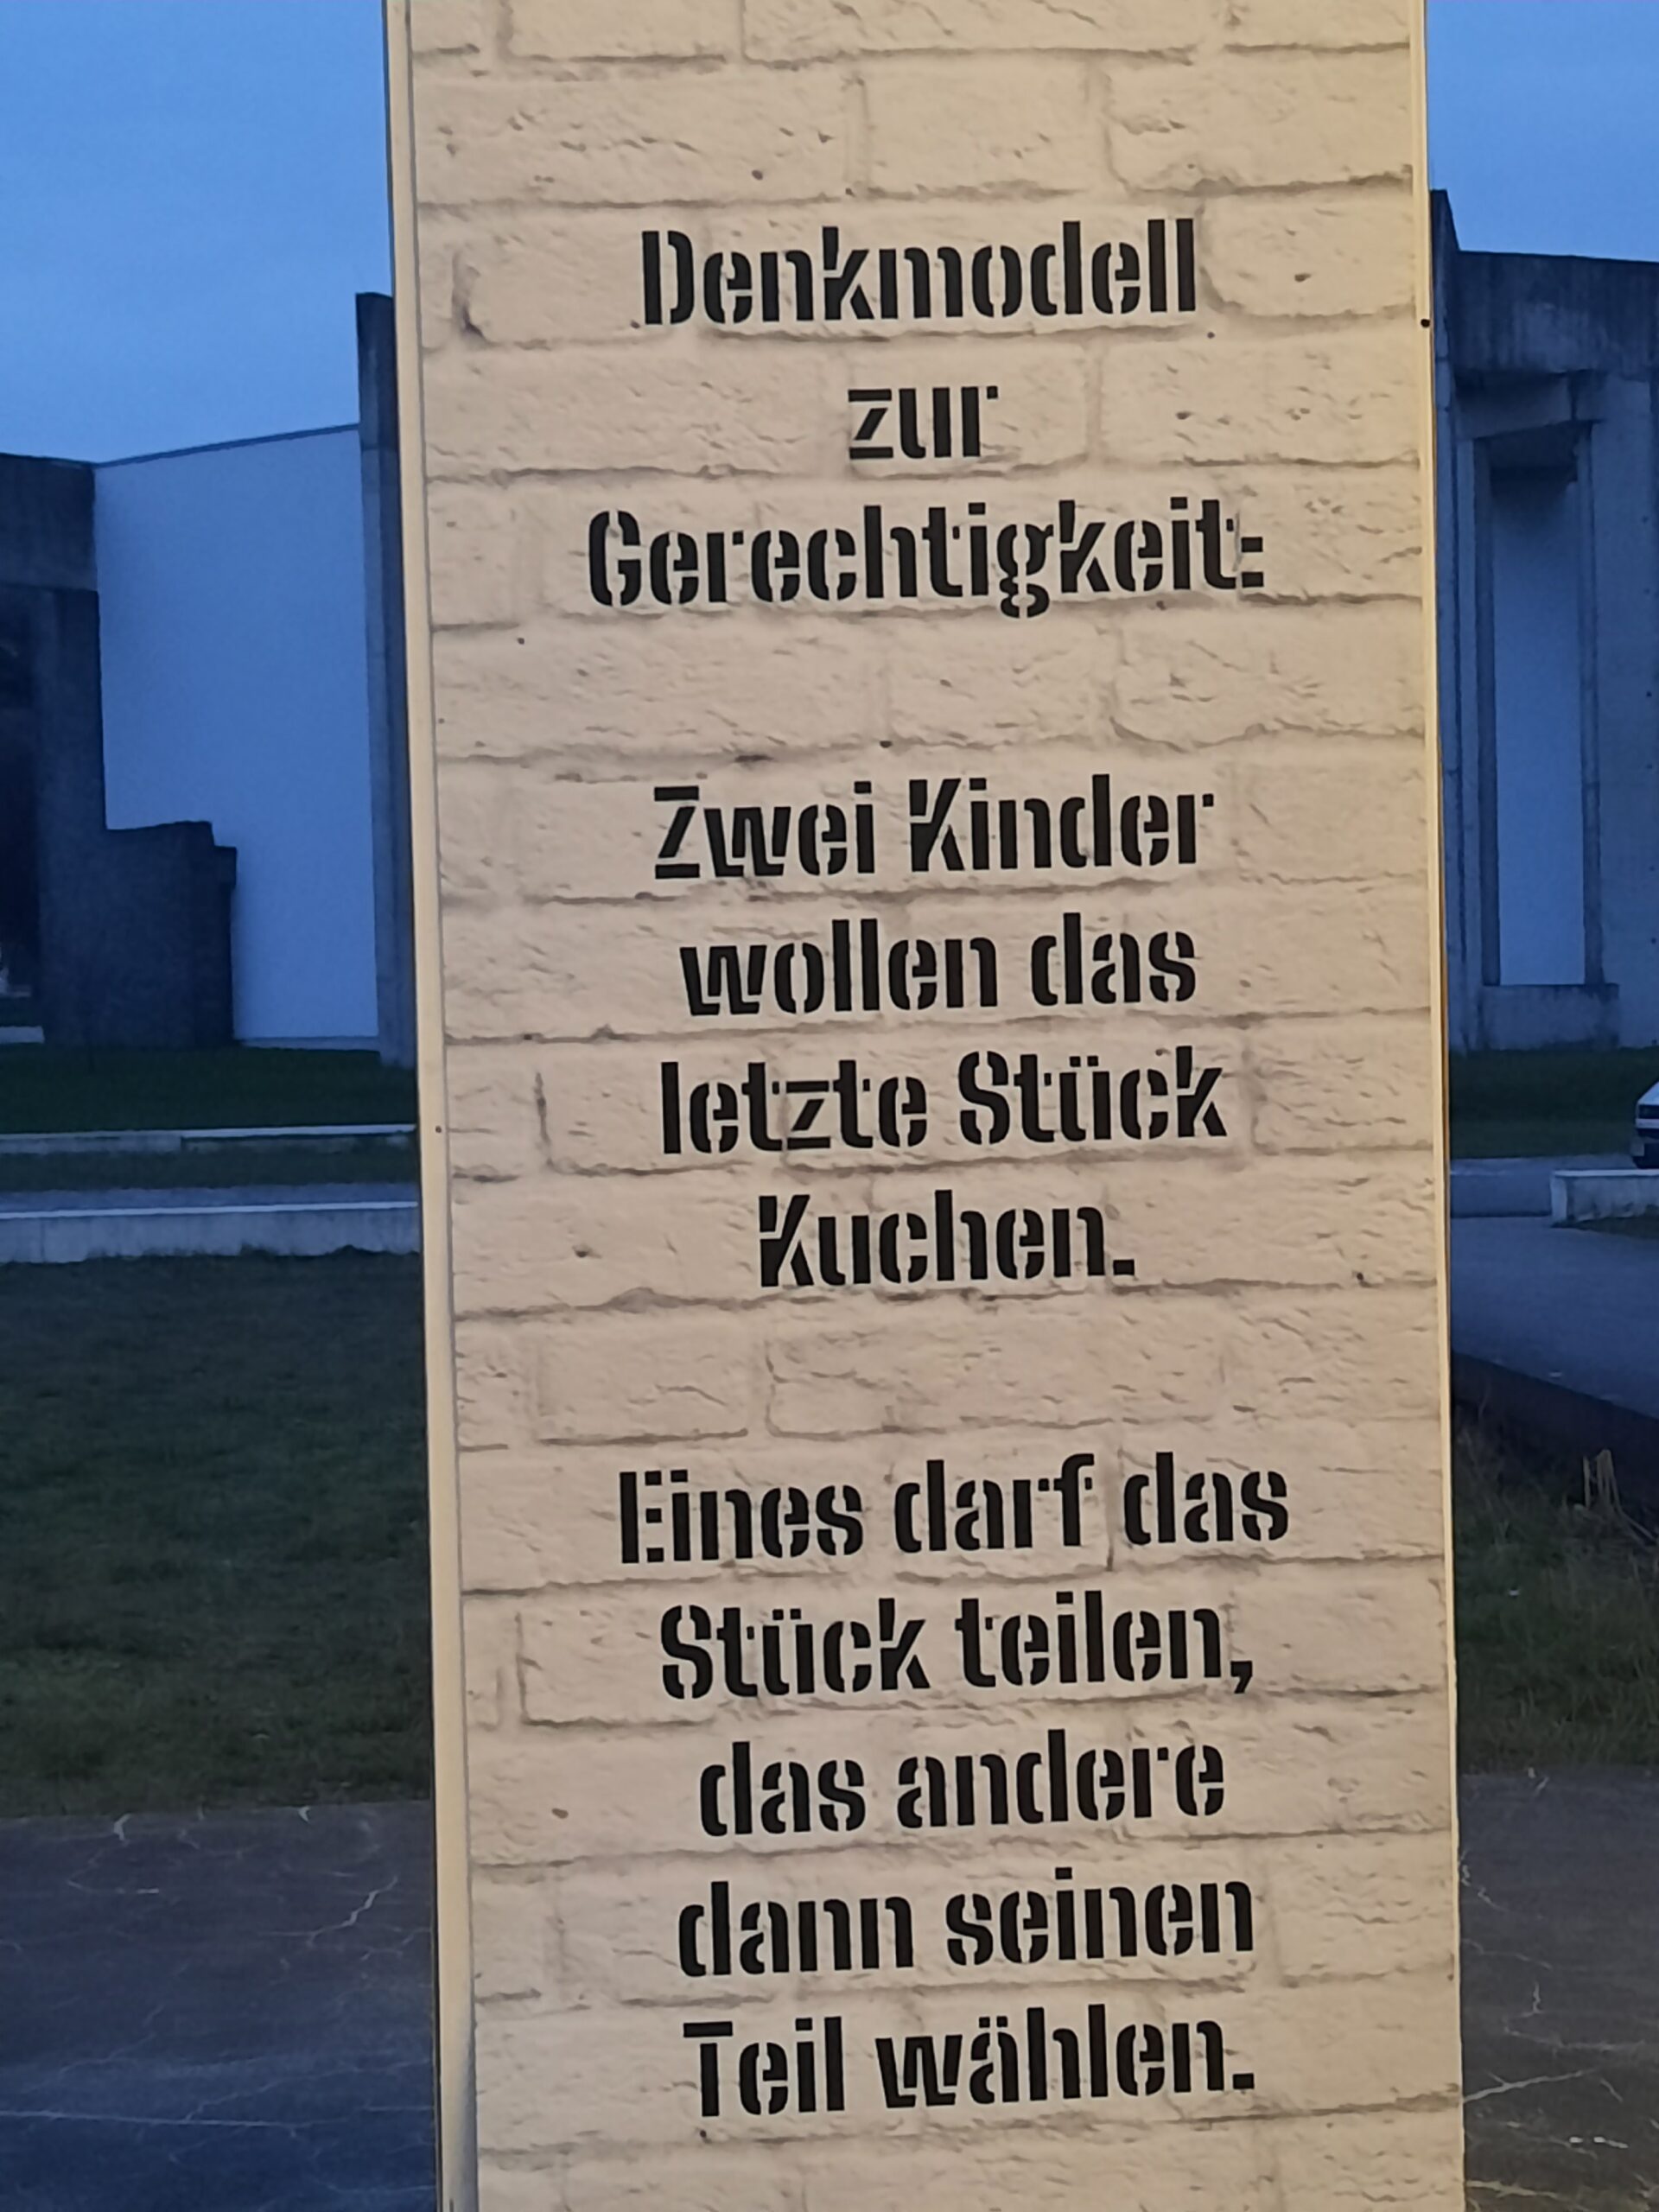 Denkmodell
zur
Gerechtigkeit:
Zwei Kinder
wollen das
letzte Stück
Kuchen.
Eines darf das
Stück teilen,
das andere
dann seinen
Teil wählen.